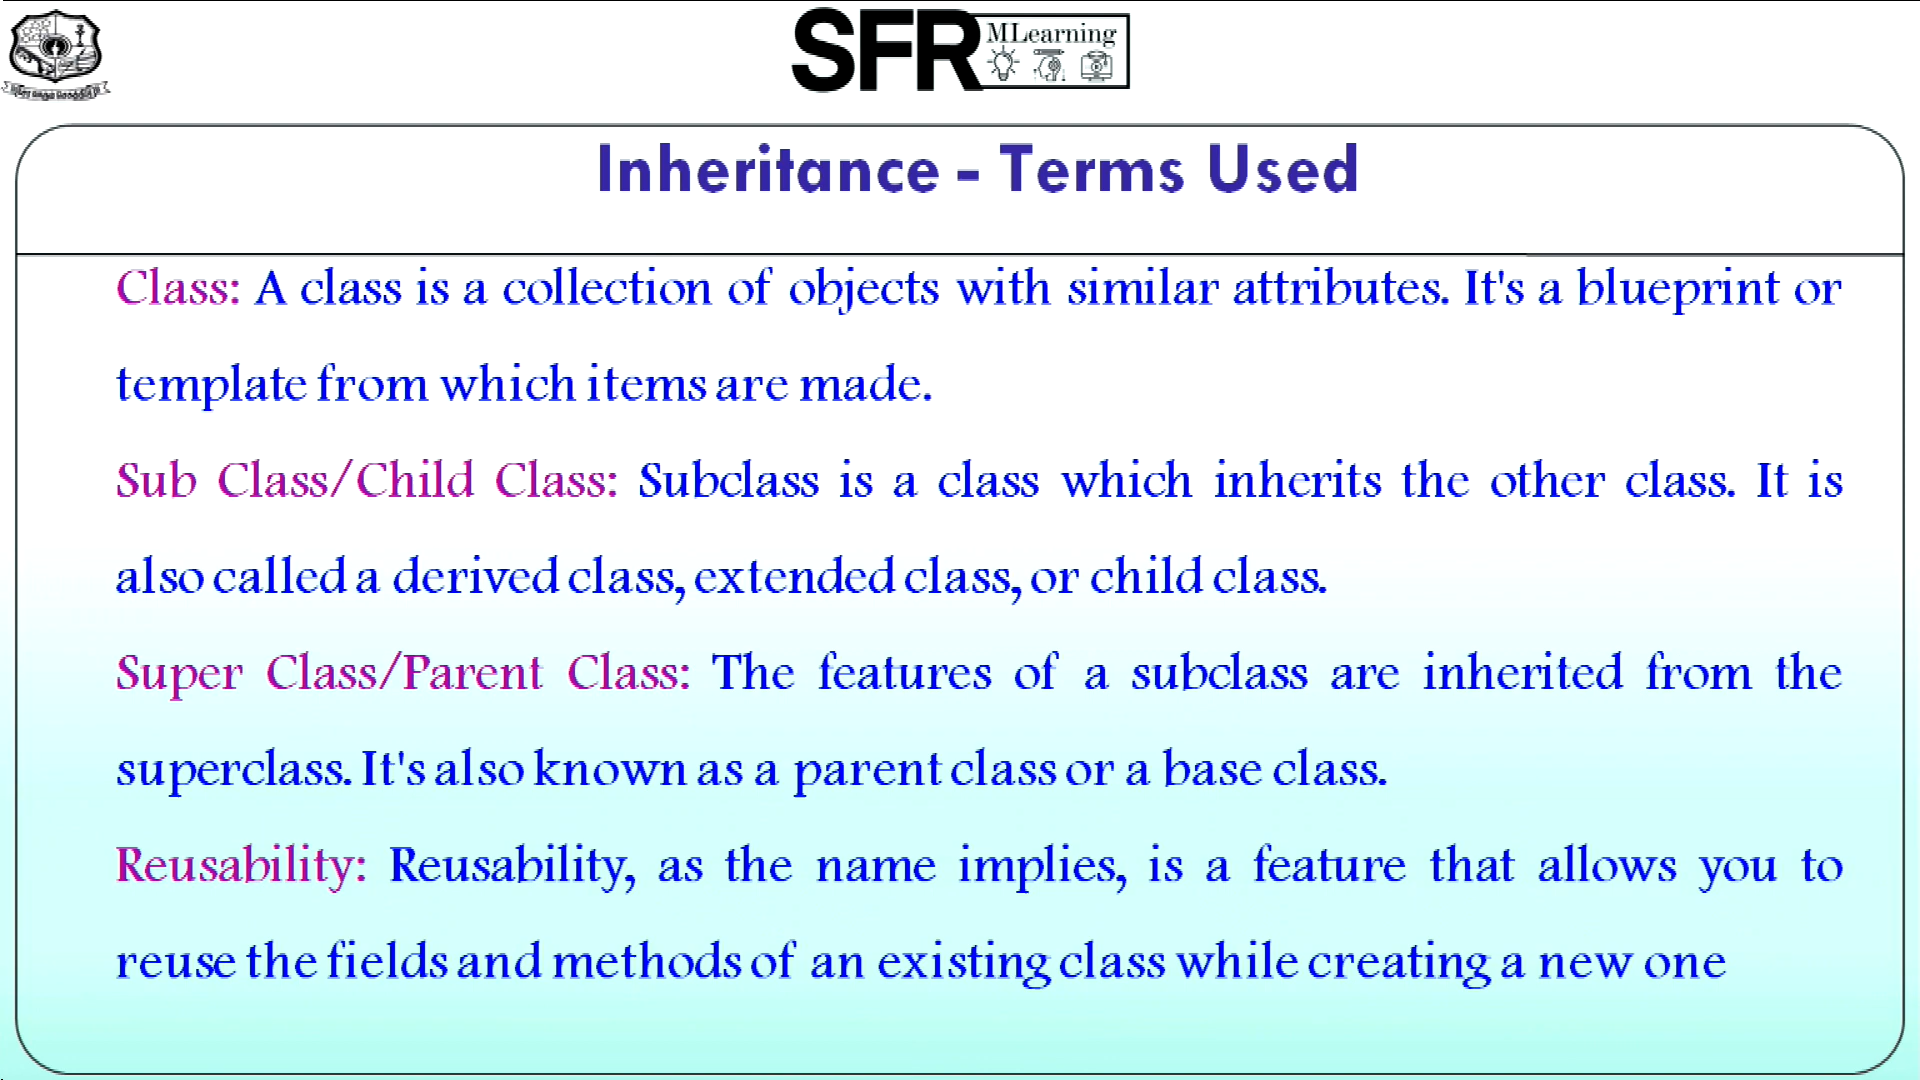 SFR MLearning
Inheritance - Terms Used
Class: A class is a collection of objects with similar attributes. It's a blueprint or
template from which items are made.
Sub Class/Child Class: Subclass is a class which inherits the other class. It is
also called a derived class, extended class, or child class.
Super Class/Parent Class: The features of a subclass are inherited from the
superclass. It's also known as a parent class or a base class.
Reusability: Reusability, as the name implies, is a feature that allows you to
reuse the fields and methods of an existing class while creating a new one